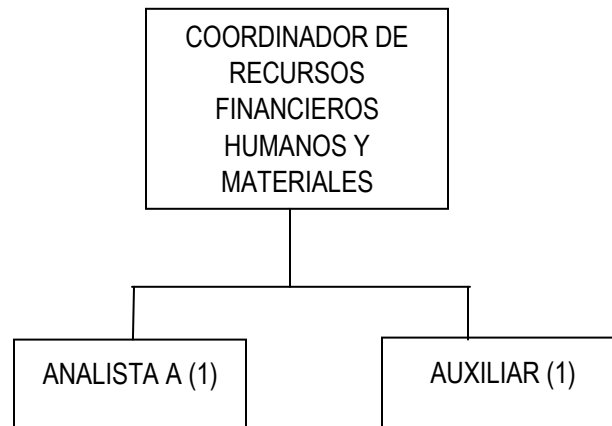 COORDINADOR DE
RECURSOS
FINANCIEROS
HUMANOS Y
MATERIALES
ANALISTA A (1)
AUXILIAR (1)